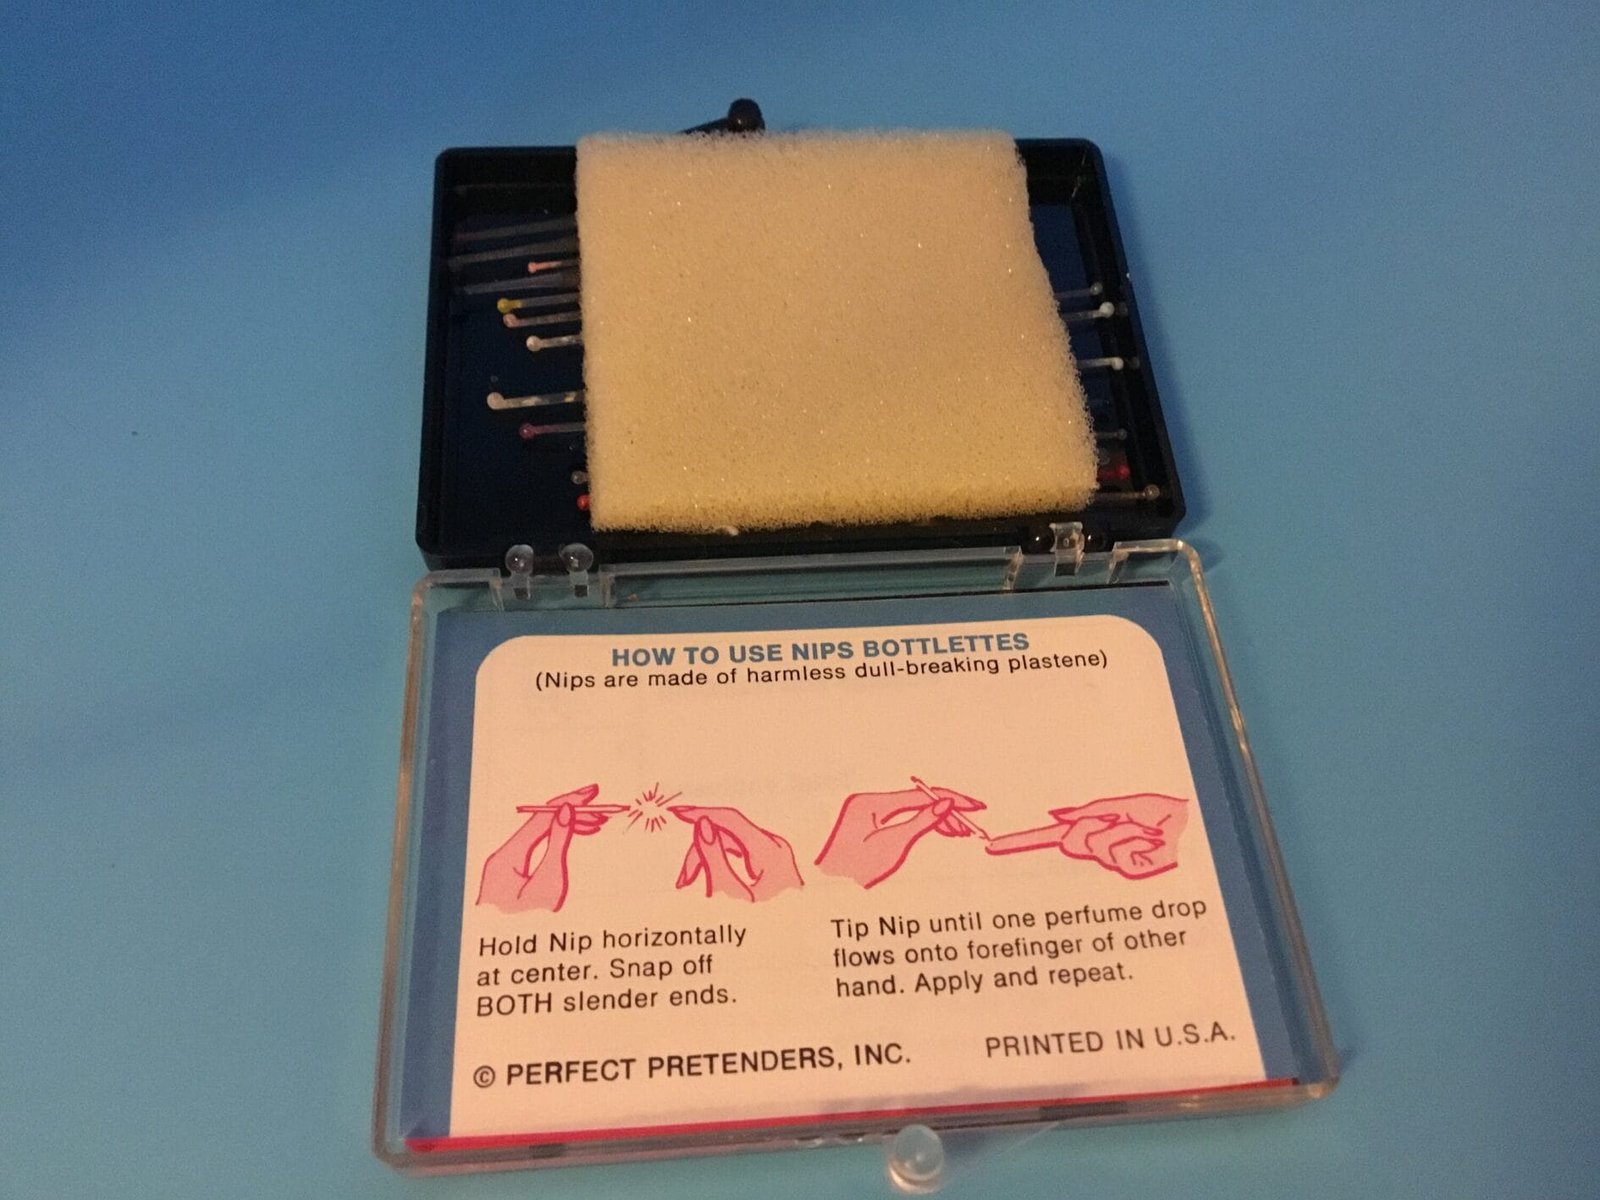 HOW TO USE NIPS BOTTLETTES
(Nips are made of harmless dull-breaking plastene)
Hold Nip horizontally
at center. Snap off
BOTH slender ends.
Tip Nip until one perfume drop
flows onto forefinger of other
hand. Apply and repeat.
© PERFECT PRETENDERS, INC.
PRINTED IN U.S.A.